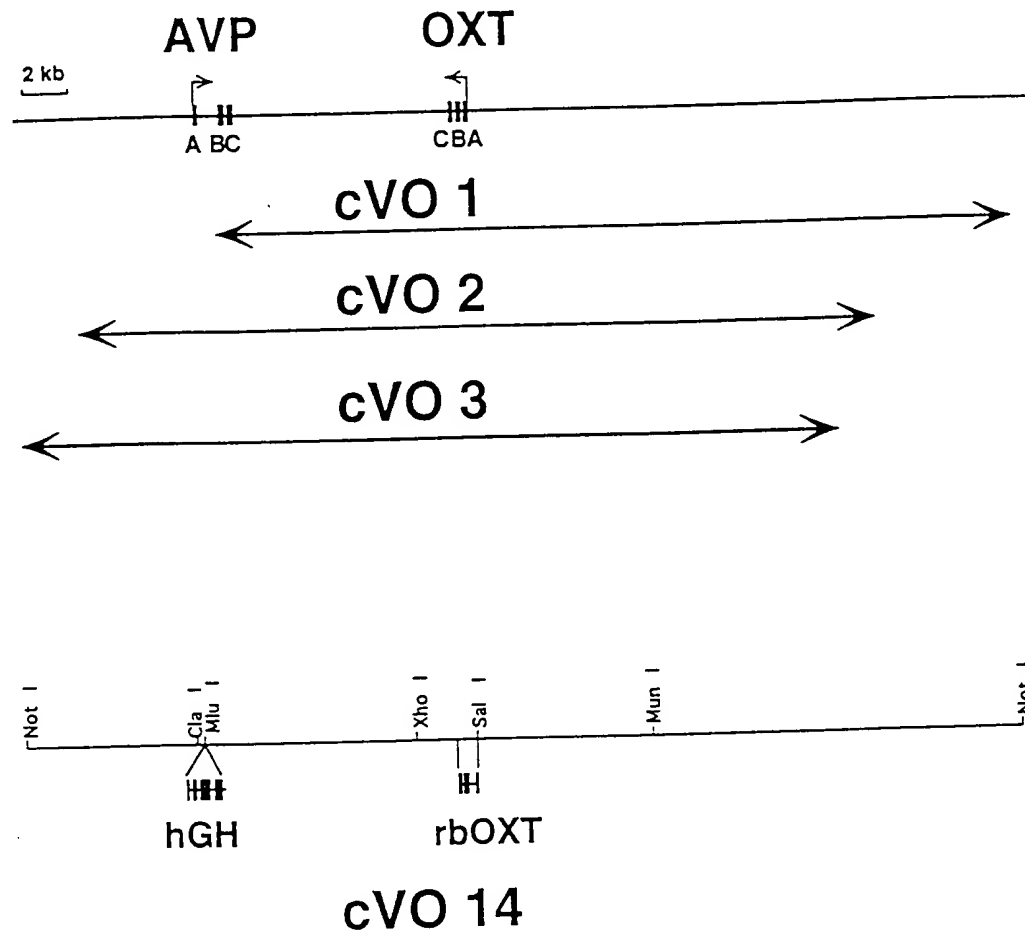 AVP OXT
2 kb
A BC CBA
cVO 1
cVO 2
cVO 3
Not I Cla I Mlu I Xho I Sal I Mun I Not I
hGH rbOXT
cVO 14